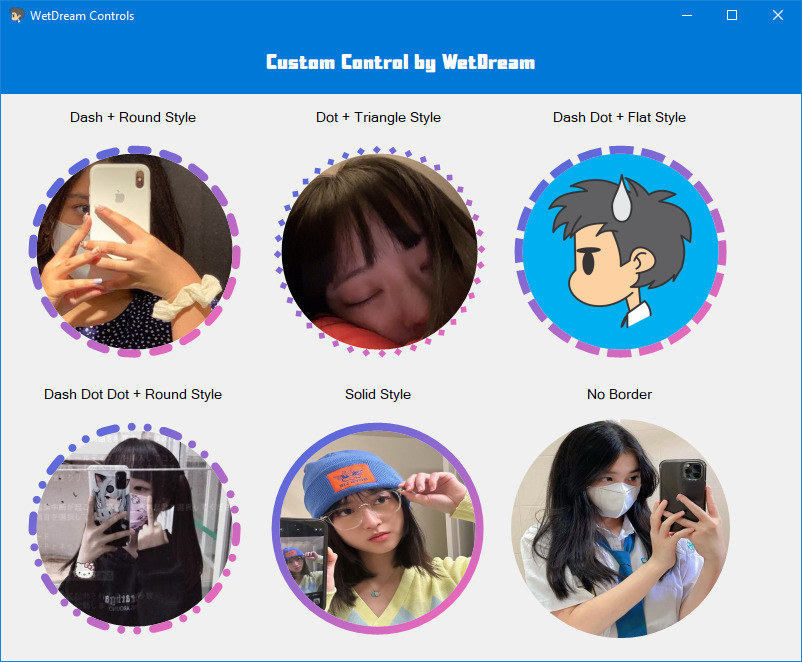 WetDream Controls
Custom Control by WetDream
Dash + Round Style
Dot + Triangle Style
Dash Dot + Flat Style
Dash Dot Dot + Round Style
Solid Style
No Border